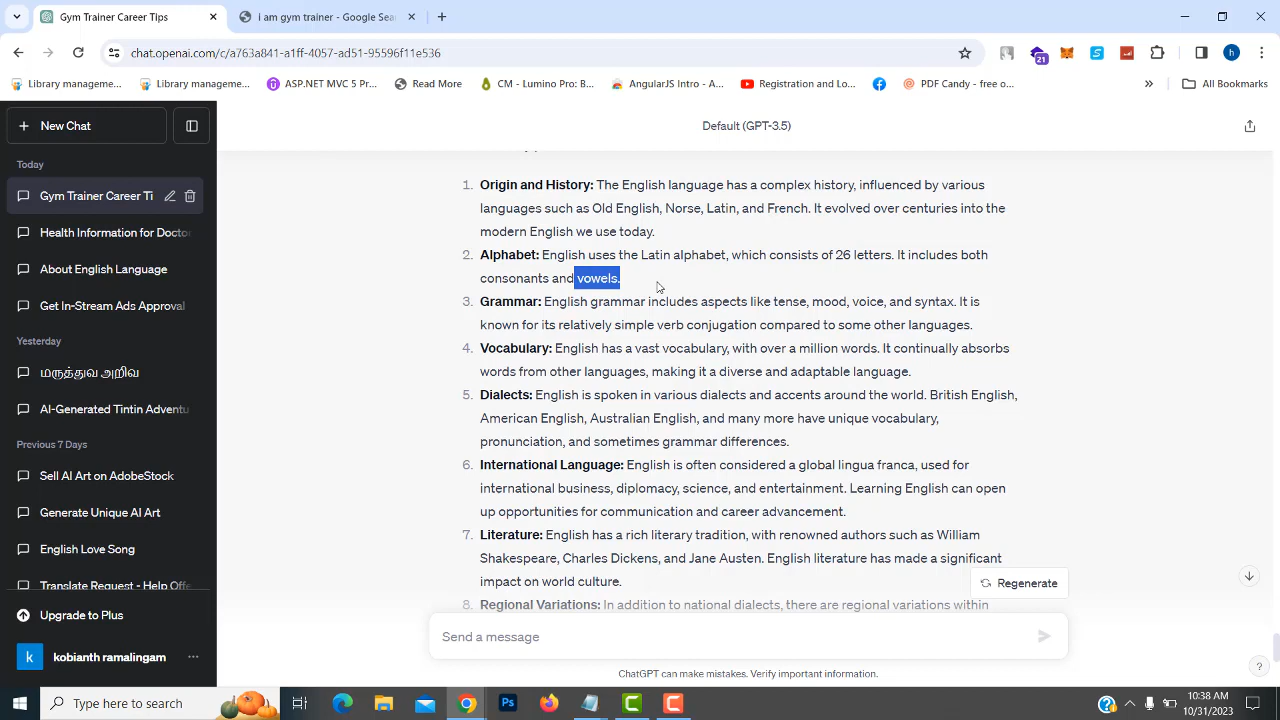 Gym Trainer Career Tips
I am gym trainer - Google Sea
chat.openai.com/c/a763a841-a1ff-4057-ad51-95596f11e536
21
h
Library manageme...
Library manageme...
ASP.NET MVC 5 Pr...
Read More
CM - Lumino Pro: B...
AngularJS Intro - A...
Registration and Lo...
PDF Candy - free o...
»
All Bookmarks
New Chat
Default (GPT-3.5)
Today
Gym Trainer Career Ti
Health Information for Docto
About English Language
Get In-Stream Ads Approval
Yesterday
மருத்துவ அறிவு
AI-Generated Tintin Adventu
Previous 7 Days
Sell AI Art on AdobeStock
Generate Unique AI Art
English Love Song
Translate Request - Help Offe
Upgrade to Plus
k
kobianth ramalingam
1. Origin and History: The English language has a complex history, influenced by various
languages such as Old English, Norse, Latin, and French. It evolved over centuries into the
modern English we use today.
2. Alphabet: English uses the Latin alphabet, which consists of 26 letters. It includes both
consonants and vowels.
3. Grammar: English grammar includes aspects like tense, mood, voice, and syntax. It is
known for its relatively simple verb conjugation compared to some other languages.
4. Vocabulary: English has a vast vocabulary, with over a million words. It continually absorbs
words from other languages, making it a diverse and adaptable language.
5. Dialects: English is spoken in various dialects and accents around the world. British English,
American English, Australian English, and many more have unique vocabulary,
pronunciation, and sometimes grammar differences.
6. International Language: English is often considered a global lingua franca, used for
international business, diplomacy, science, and entertainment. Learning English can open
up opportunities for communication and career advancement.
7. Literature: English has a rich literary tradition, with renowned authors such as William
Shakespeare, Charles Dickens, and Jane Austen. English literature has made a significant
impact on world culture.
8. Regional Variations: In addition to national dialects, there are regional variations within
Regenerate
Send a message
ChatGPT can make mistakes. Verify important information.
?
Type here to search
Ps
10:38 AM
10/31/2023